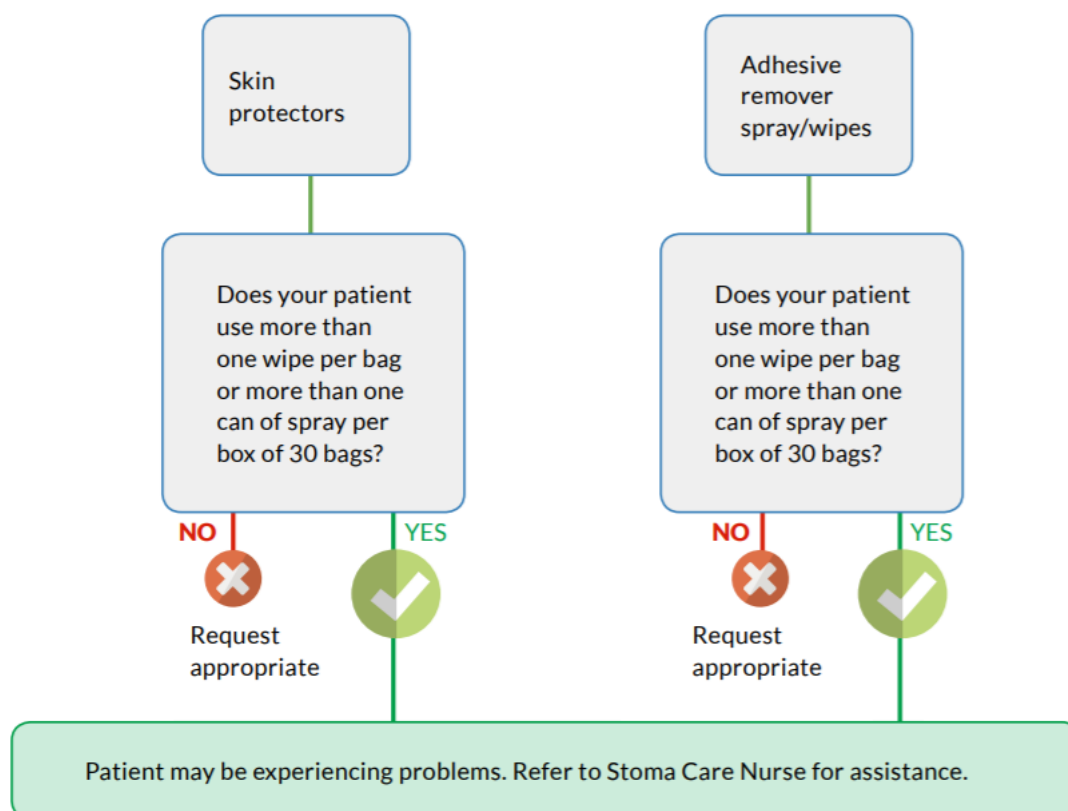 Skin
protectors
Adhesive
remover
spray/wipes
Does your patient
use more than
one wipe per bag
or more than one
can of spray per
box of 30 bags?
Does your patient
use more than
one wipe per bag
or more than one
can of spray per
box of 30 bags?
NO
YES
NO
YES
Request
appropriate
Request
appropriate
Patient may be experiencing problems. Refer to Stoma Care Nurse for assistance.